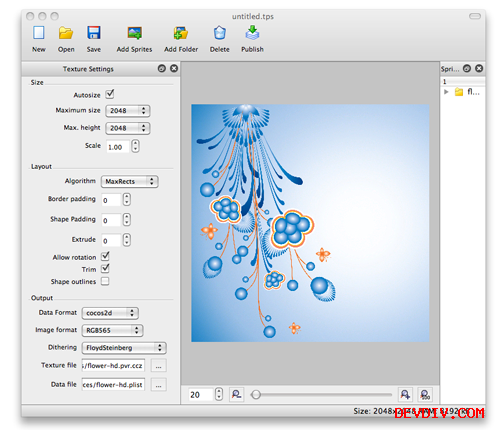 untitled.tps
New Open Save Add Sprites Add Folder Delete Publish
Texture Settings
Spri...
Size
1
Autosize
fl...
Maximum size 2048
Max. height 2048
Scale 1.00
Layout
Algorithm MaxRects
Border padding 0
Shape Padding 0
Extrude 0
Allow rotation
Trim
Shape outlines
Output
Data Format cocos2d
Image format RGB565
Dithering FloydSteinberg
Texture file /flower-hd.pvr.ccz ...
Data file ces/flower-hd.plist ...
20
Size: 2048x2048
DEVDIV.COM